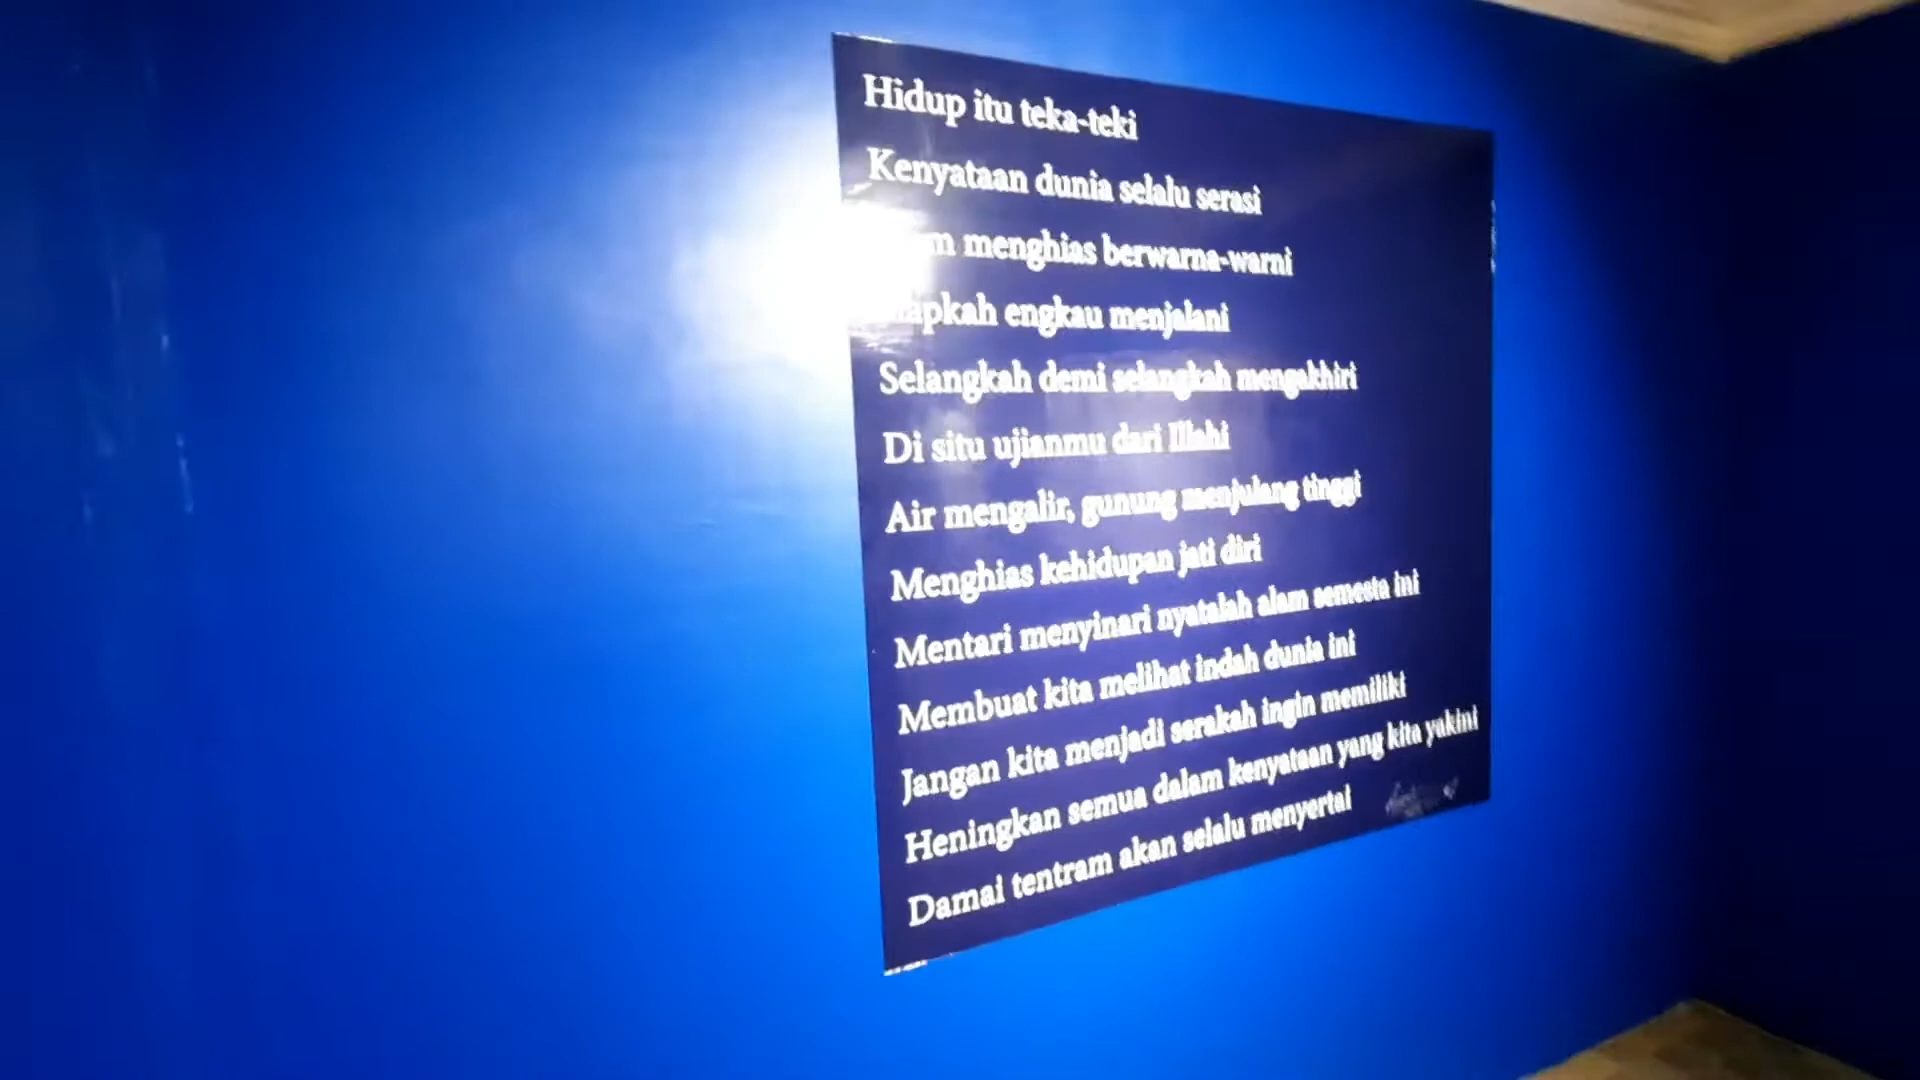 Hidup itu teka-teki
Kenyataan dunia selalu serasi
menghias berwarna-warni
engkau menjalani
Selangkah demi selangkah mengakhiri
Di situ ujianmu dari Illahi
Air mengalir, gunung menjulang tinggi
Menghias kehidupan jati diri
Mentari menyinari nyatalah alam semesta ini
Membuat kita melihat indah dunia ini
Jangan kita menjadi serakah ingin memiliki
Heningkan semua dalam kenyataan yang kita yakini
Damai tentram akan selalu menyertai